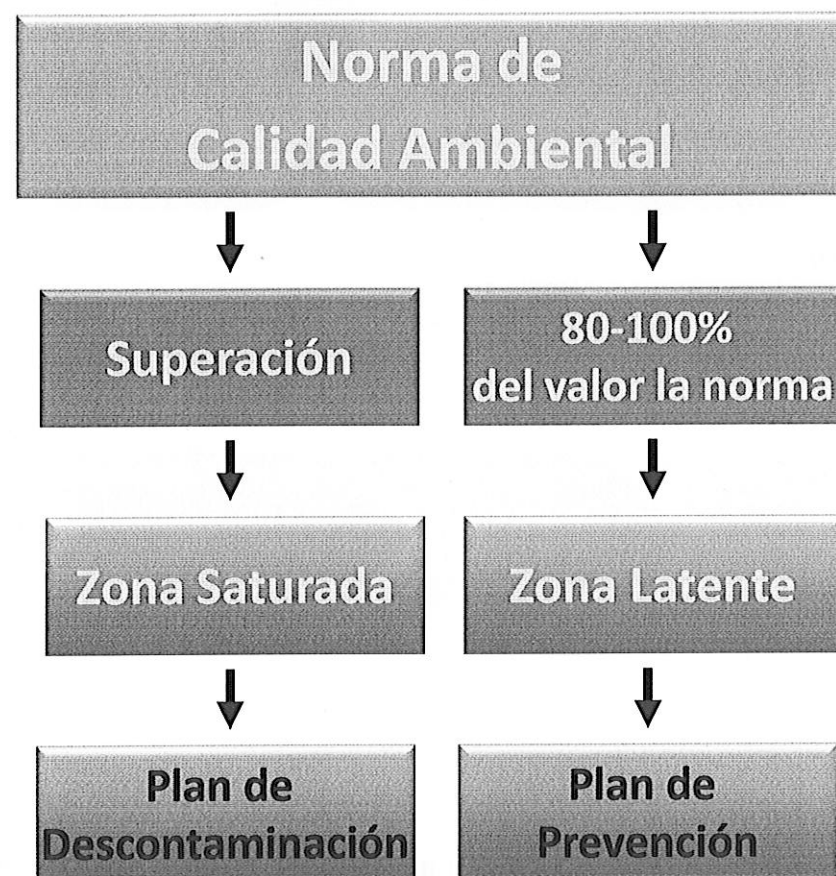 Norma de
Calidad Ambiental
Superación
80-100%
del valor la norma
Zona Saturada
Zona Latente
Plan de
Descontaminación
Plan de
Prevención